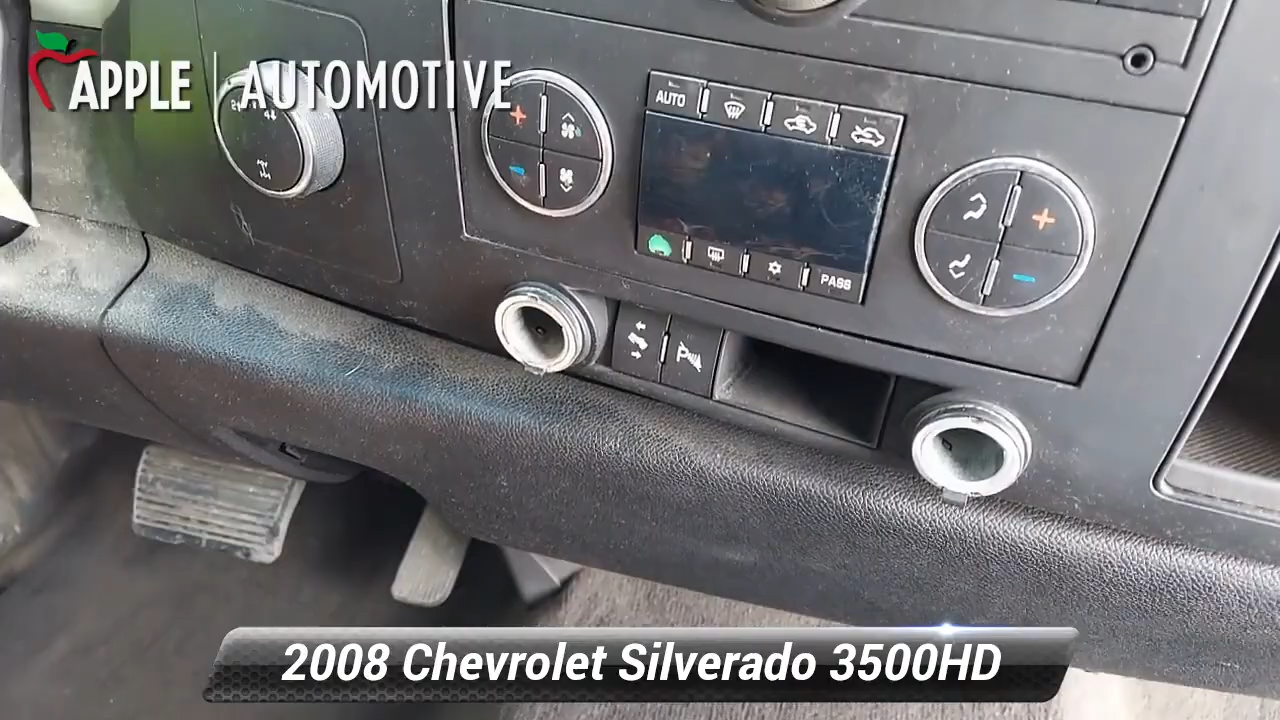 APPLE | AUTOMOTIVE
AUTO
PASS
P
2008 Chevrolet Silverado 3500HD